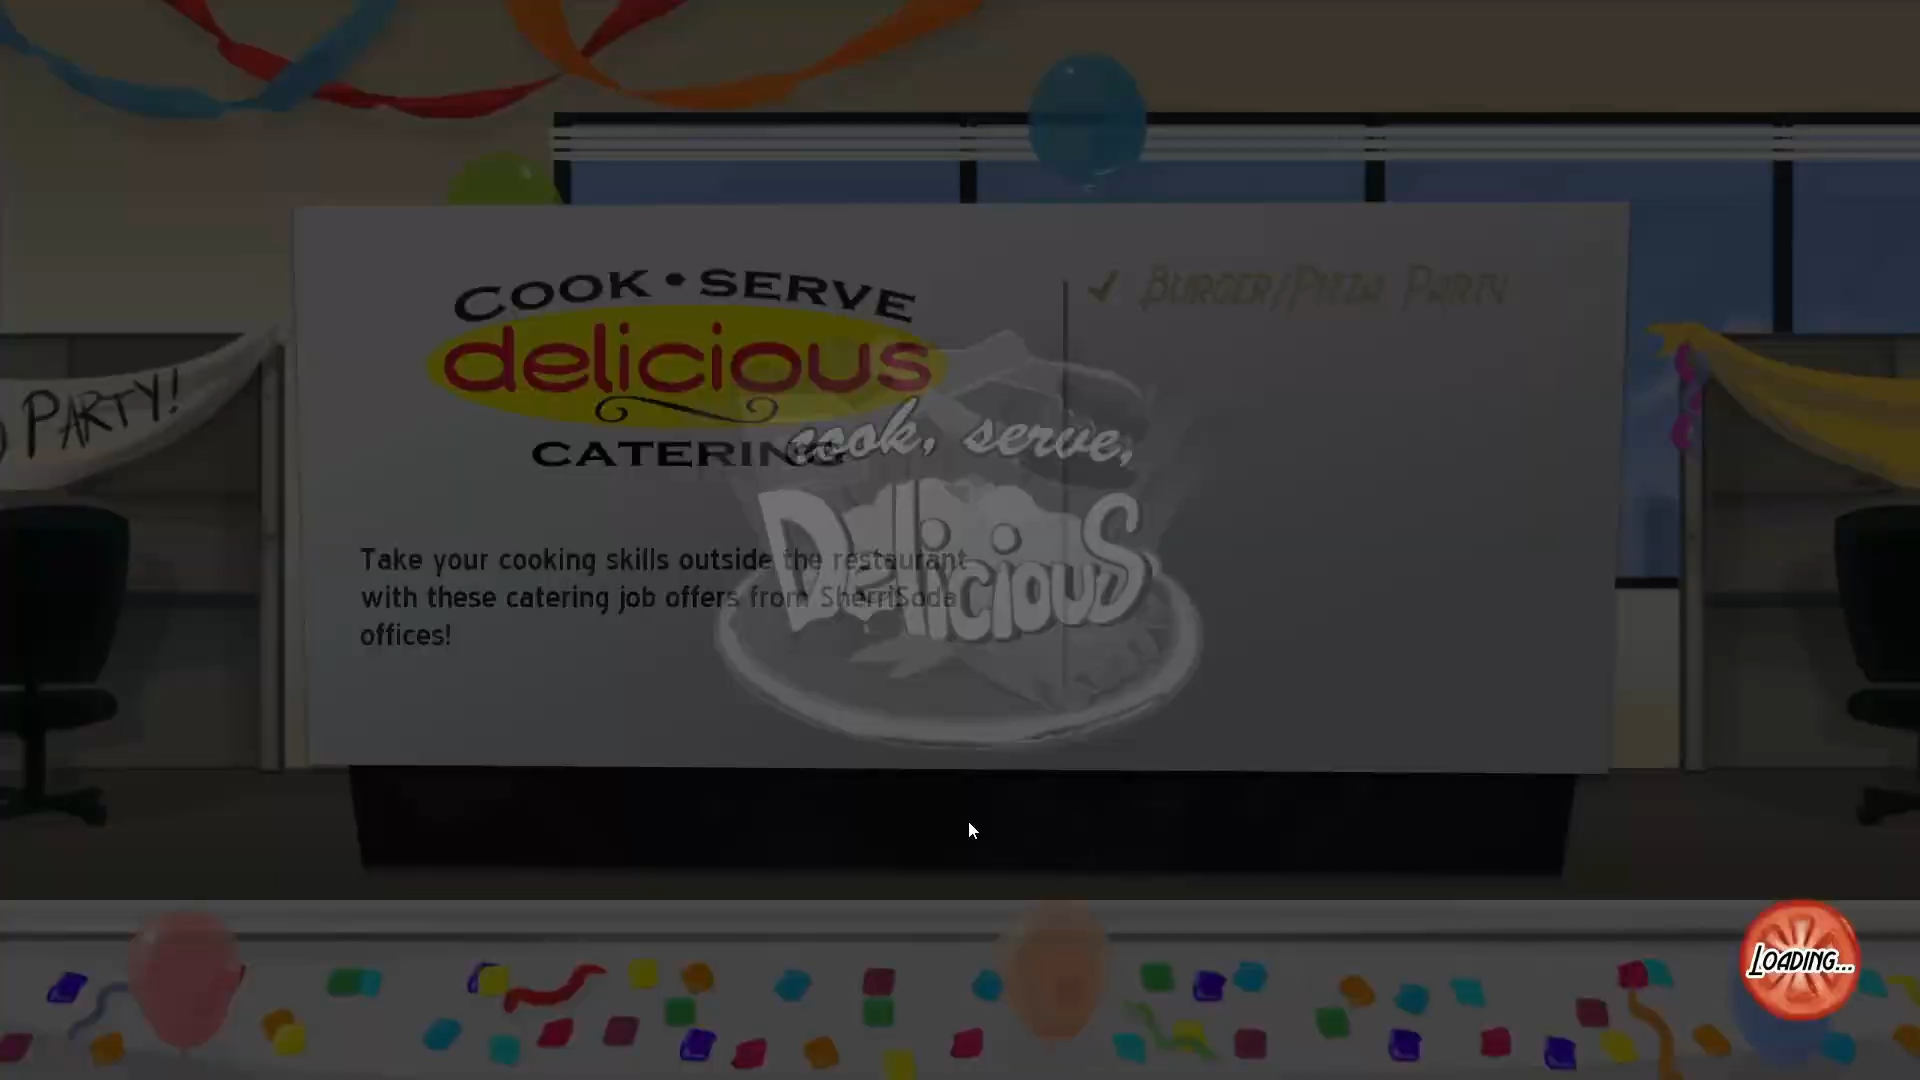 COOK • SERVE
delicious
CATERING
✓ BURGER/PIZZA PARTY
PARTY!
cook, serve,
Delicious
Take your cooking skills outside the restaurant
with these catering job offers from SherriSoda
offices!
LOADING...